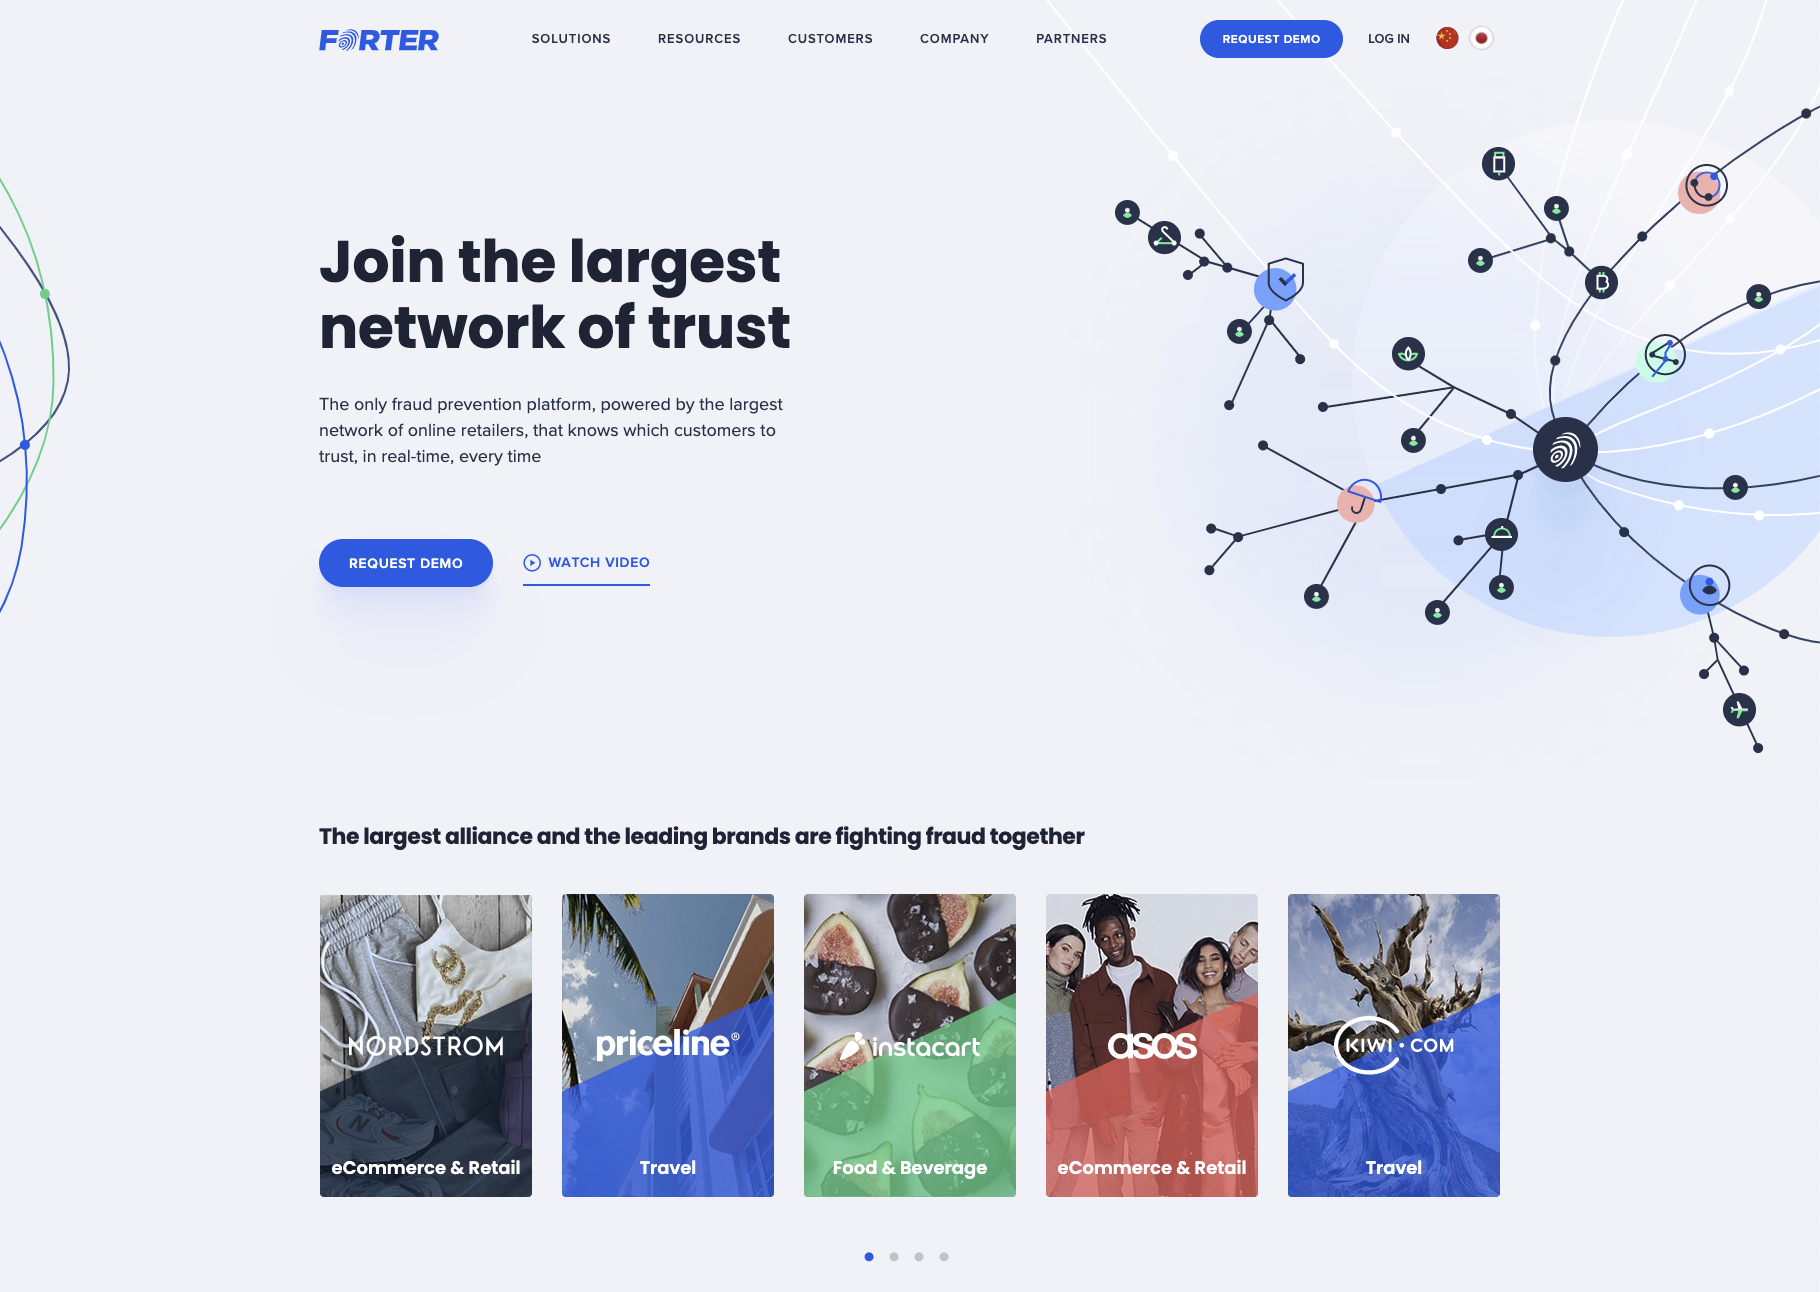 FORTER
SOLUTIONS
RESOURCES
CUSTOMERS
COMPANY
PARTNERS
REQUEST DEMO
LOG IN
Join the largest
network of trust
The only fraud prevention platform, powered by the largest
network of online retailers, that knows which customers to
trust, in real-time, every time
REQUEST DEMO
WATCH VIDEO
The largest alliance and the leading brands are fighting fraud together
NORDSTROM
eCommerce & Retail
priceline®
Travel
instacart
Food & Beverage
asos
eCommerce & Retail
KIWI•COM
Travel